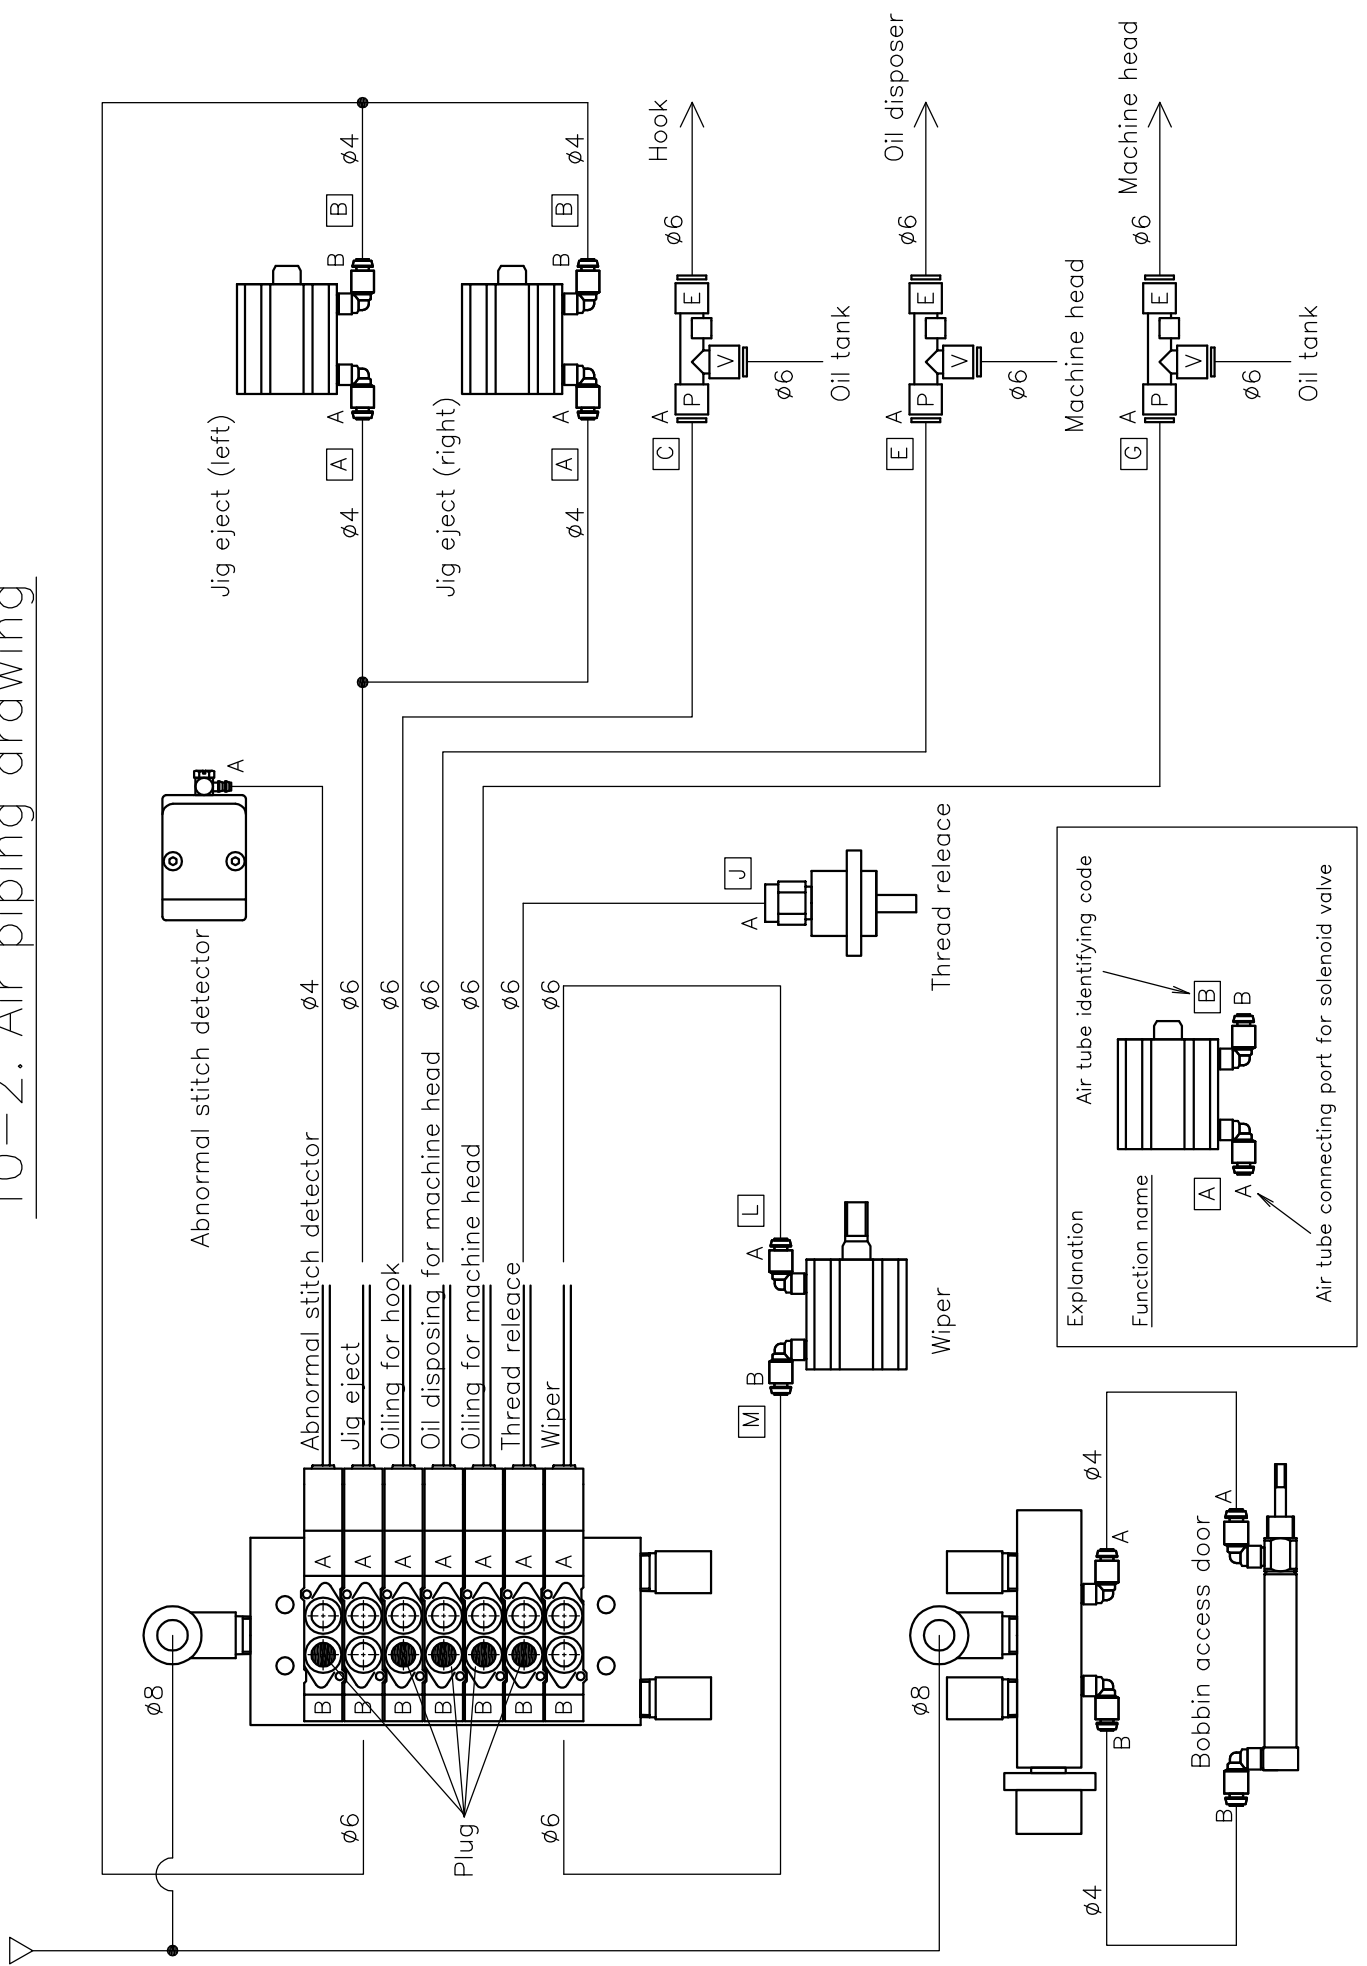 10-2. Air piping drawing
ø8
Abnormal stitch detector
A
Jig eject (left)
A
A
ø4
B
B
ø4
Jig eject (right)
A
A
ø4
B
B
ø4
B A Abnormal stitch detector ø4
B A Jig eject ø6
B A Oiling for hook ø6
B A Oil disposing for machine head ø6
B A Oiling for machine head ø6
B A Thread releace ø6
B A Wiper ø6
ø6
Plug
ø6
C
A
P
V
E
ø6
Hook
ø6
Oil tank
M
B
A
L
Wiper
A
J
Thread releace
E
A
P
V
E
ø6
Oil disposer
ø6
Machine head
G
A
P
V
E
ø6
Machine head
ø6
Oil tank
ø8
B
A
ø4
ø4
Bobbin access door
B
A
Explanation
Air tube identifying code
Function name
A
B
A
B
Air tube connecting port for solenoid valve